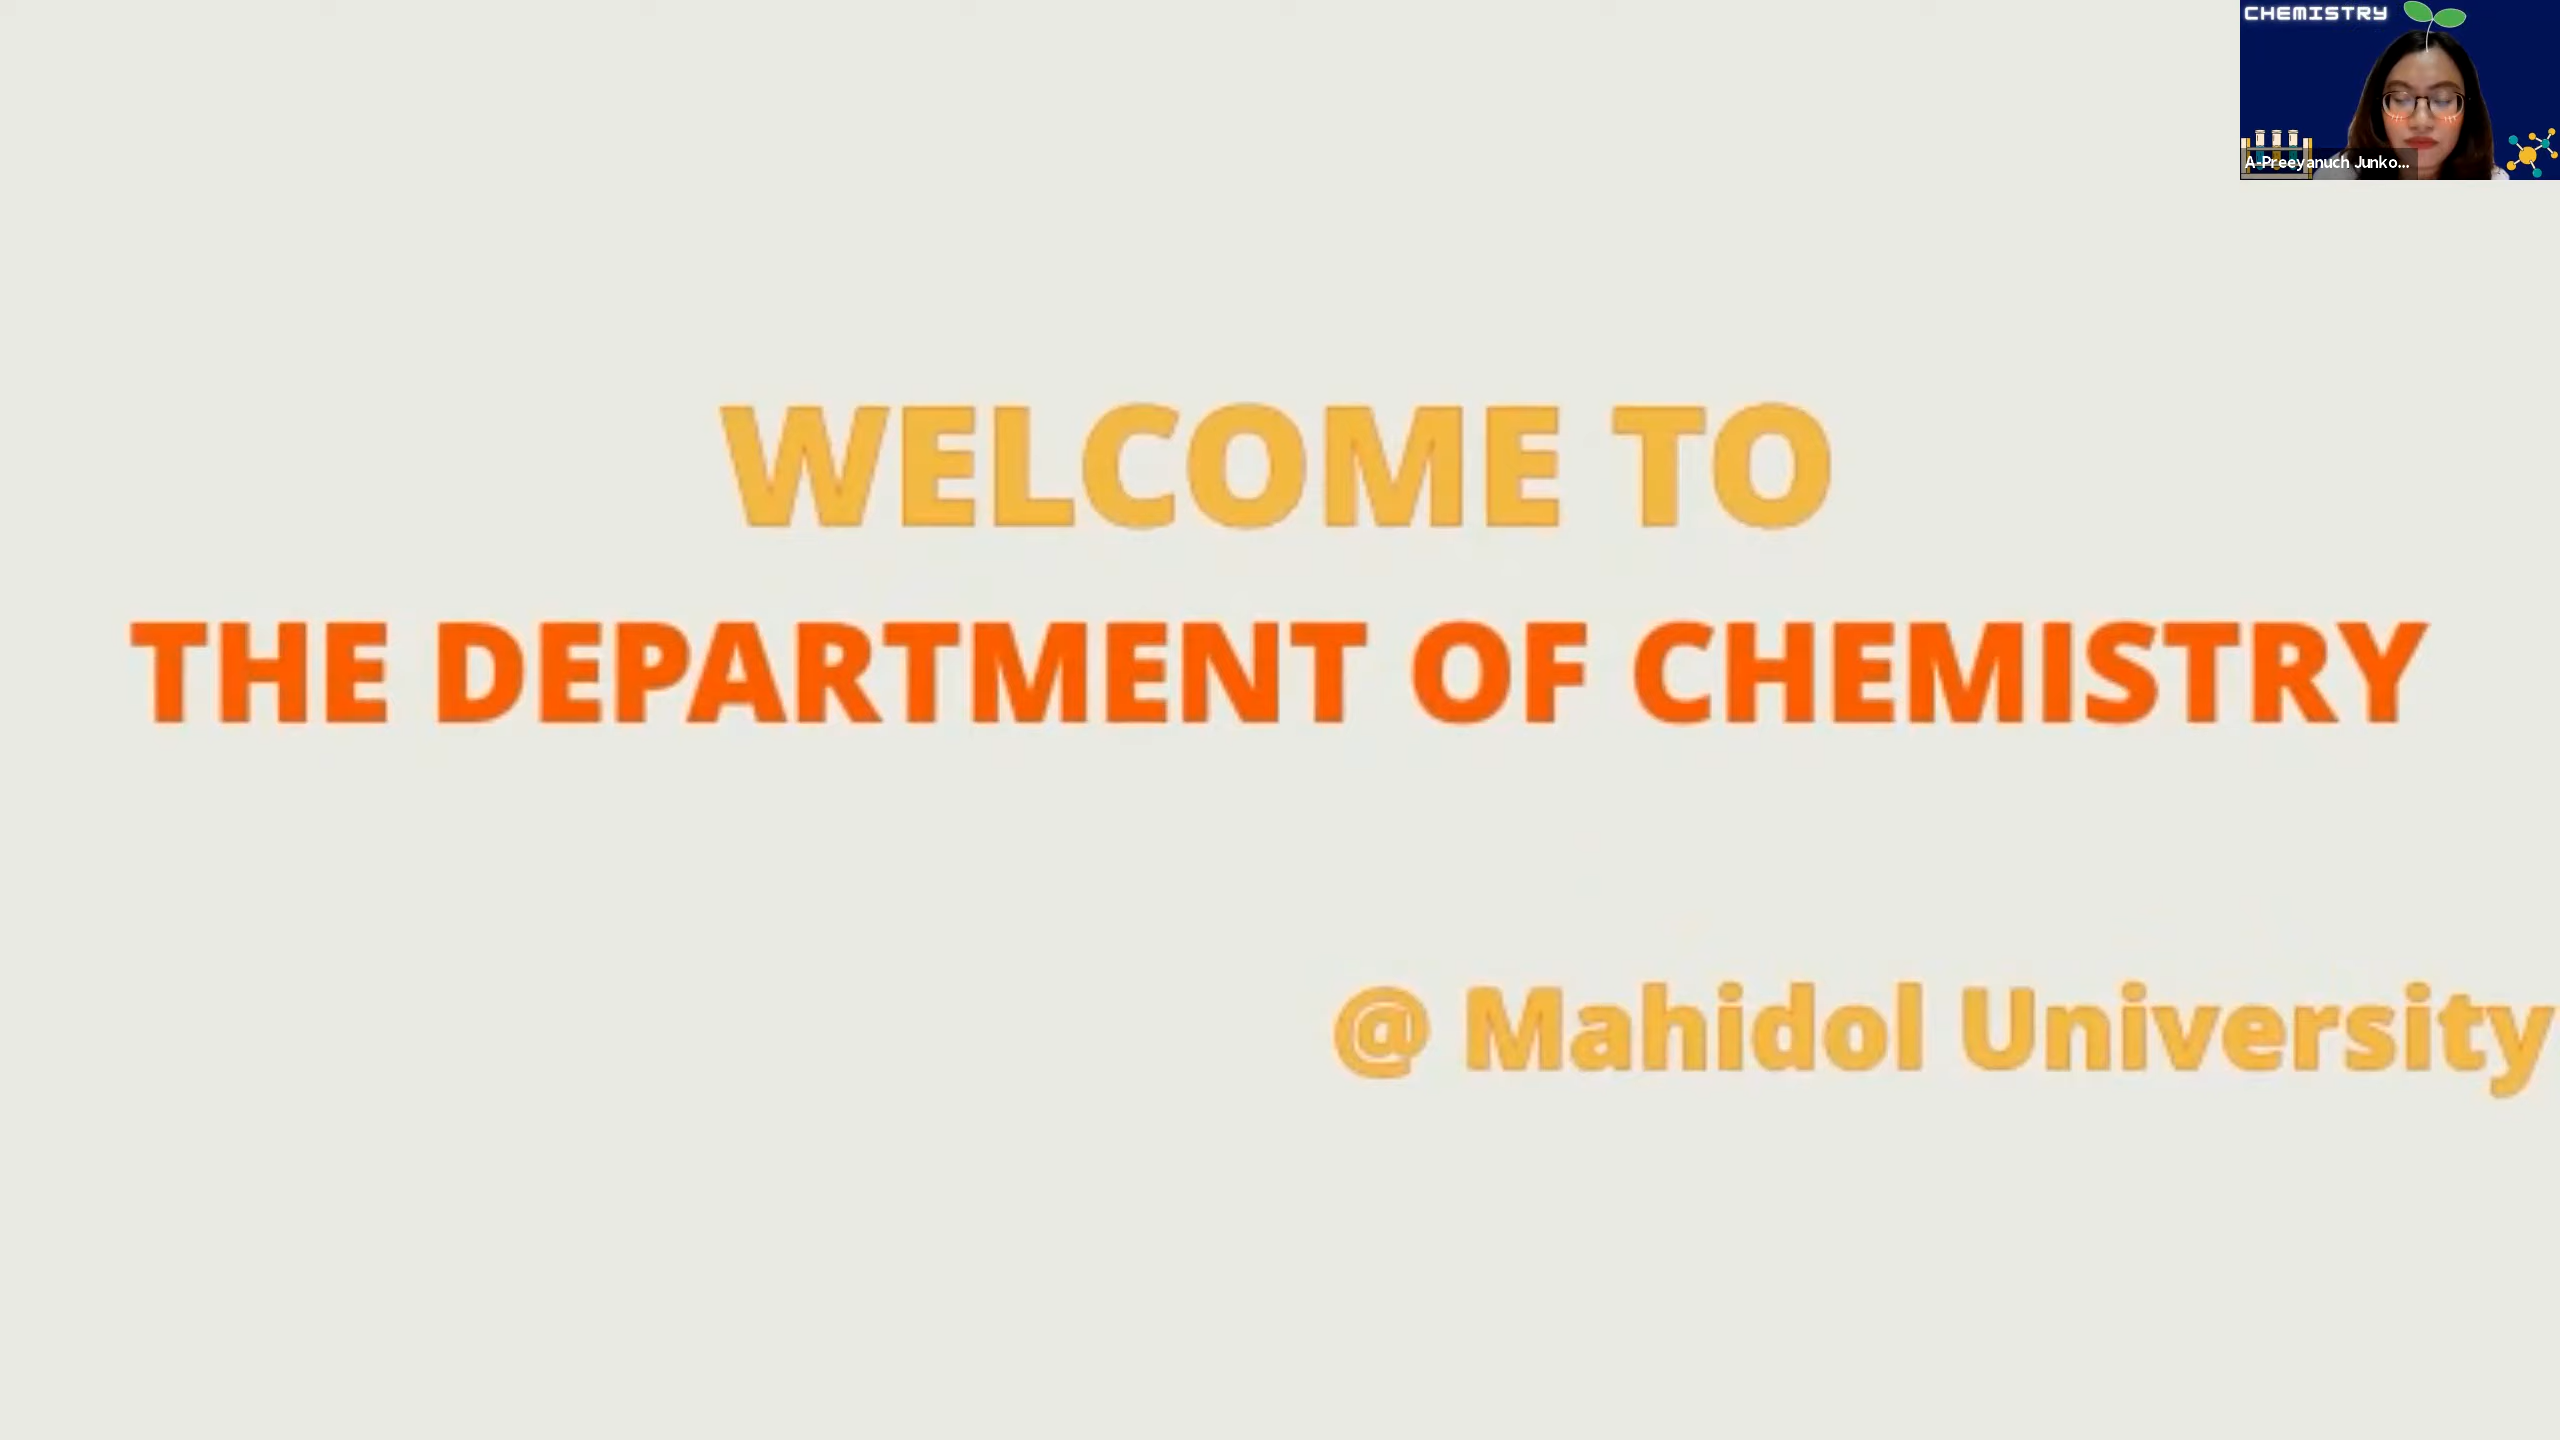 CHEMISTRY
A-Preeyanuch Junko...
WELCOME TO
THE DEPARTMENT OF CHEMISTRY
@ Mahidol University